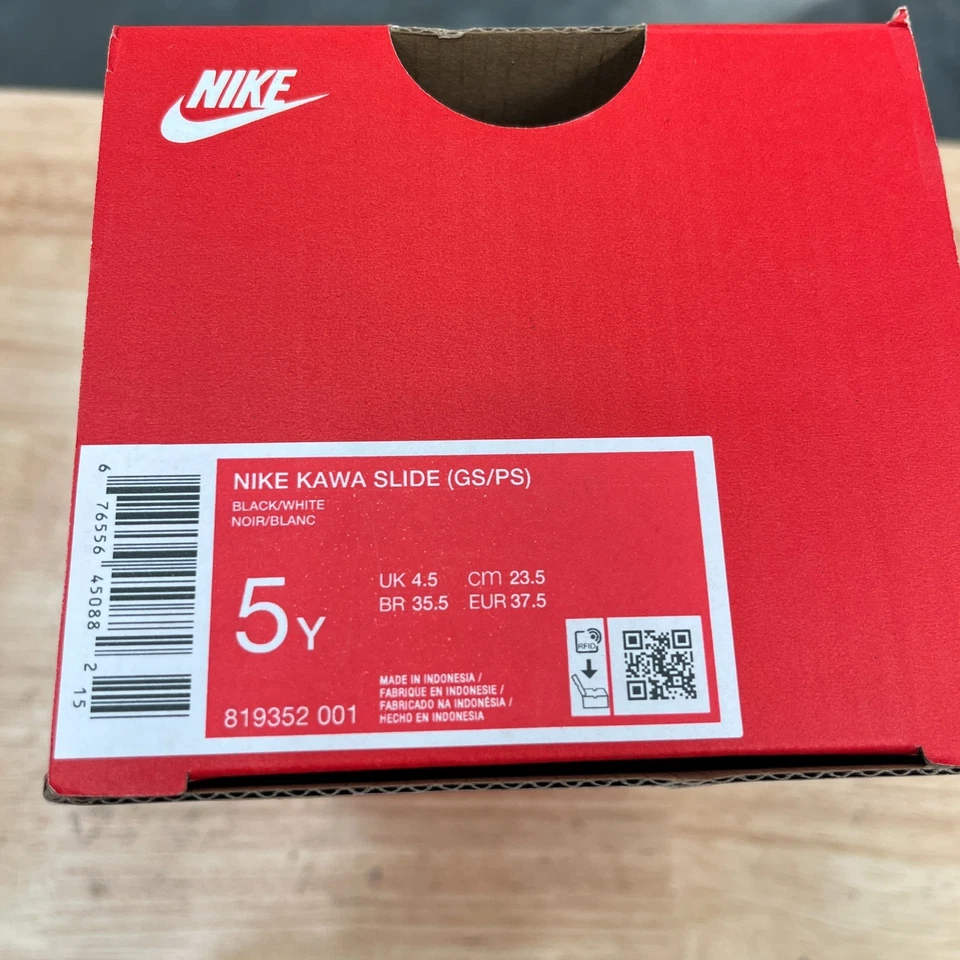 NIKE
NIKE KAWA SLIDE (GS/PS)
BLACK/WHITE
NOIR/BLANC
5Y
UK 4.5 CM 23.5
BR 35.5 EUR 37.5
MADE IN INDONESIA /
FABRIQUE EN INDONESIE /
FABRICADO NA INDONÉSIA /
HECHO EN INDONESIA
819352 001
RFID
6 76556 45088 2 15